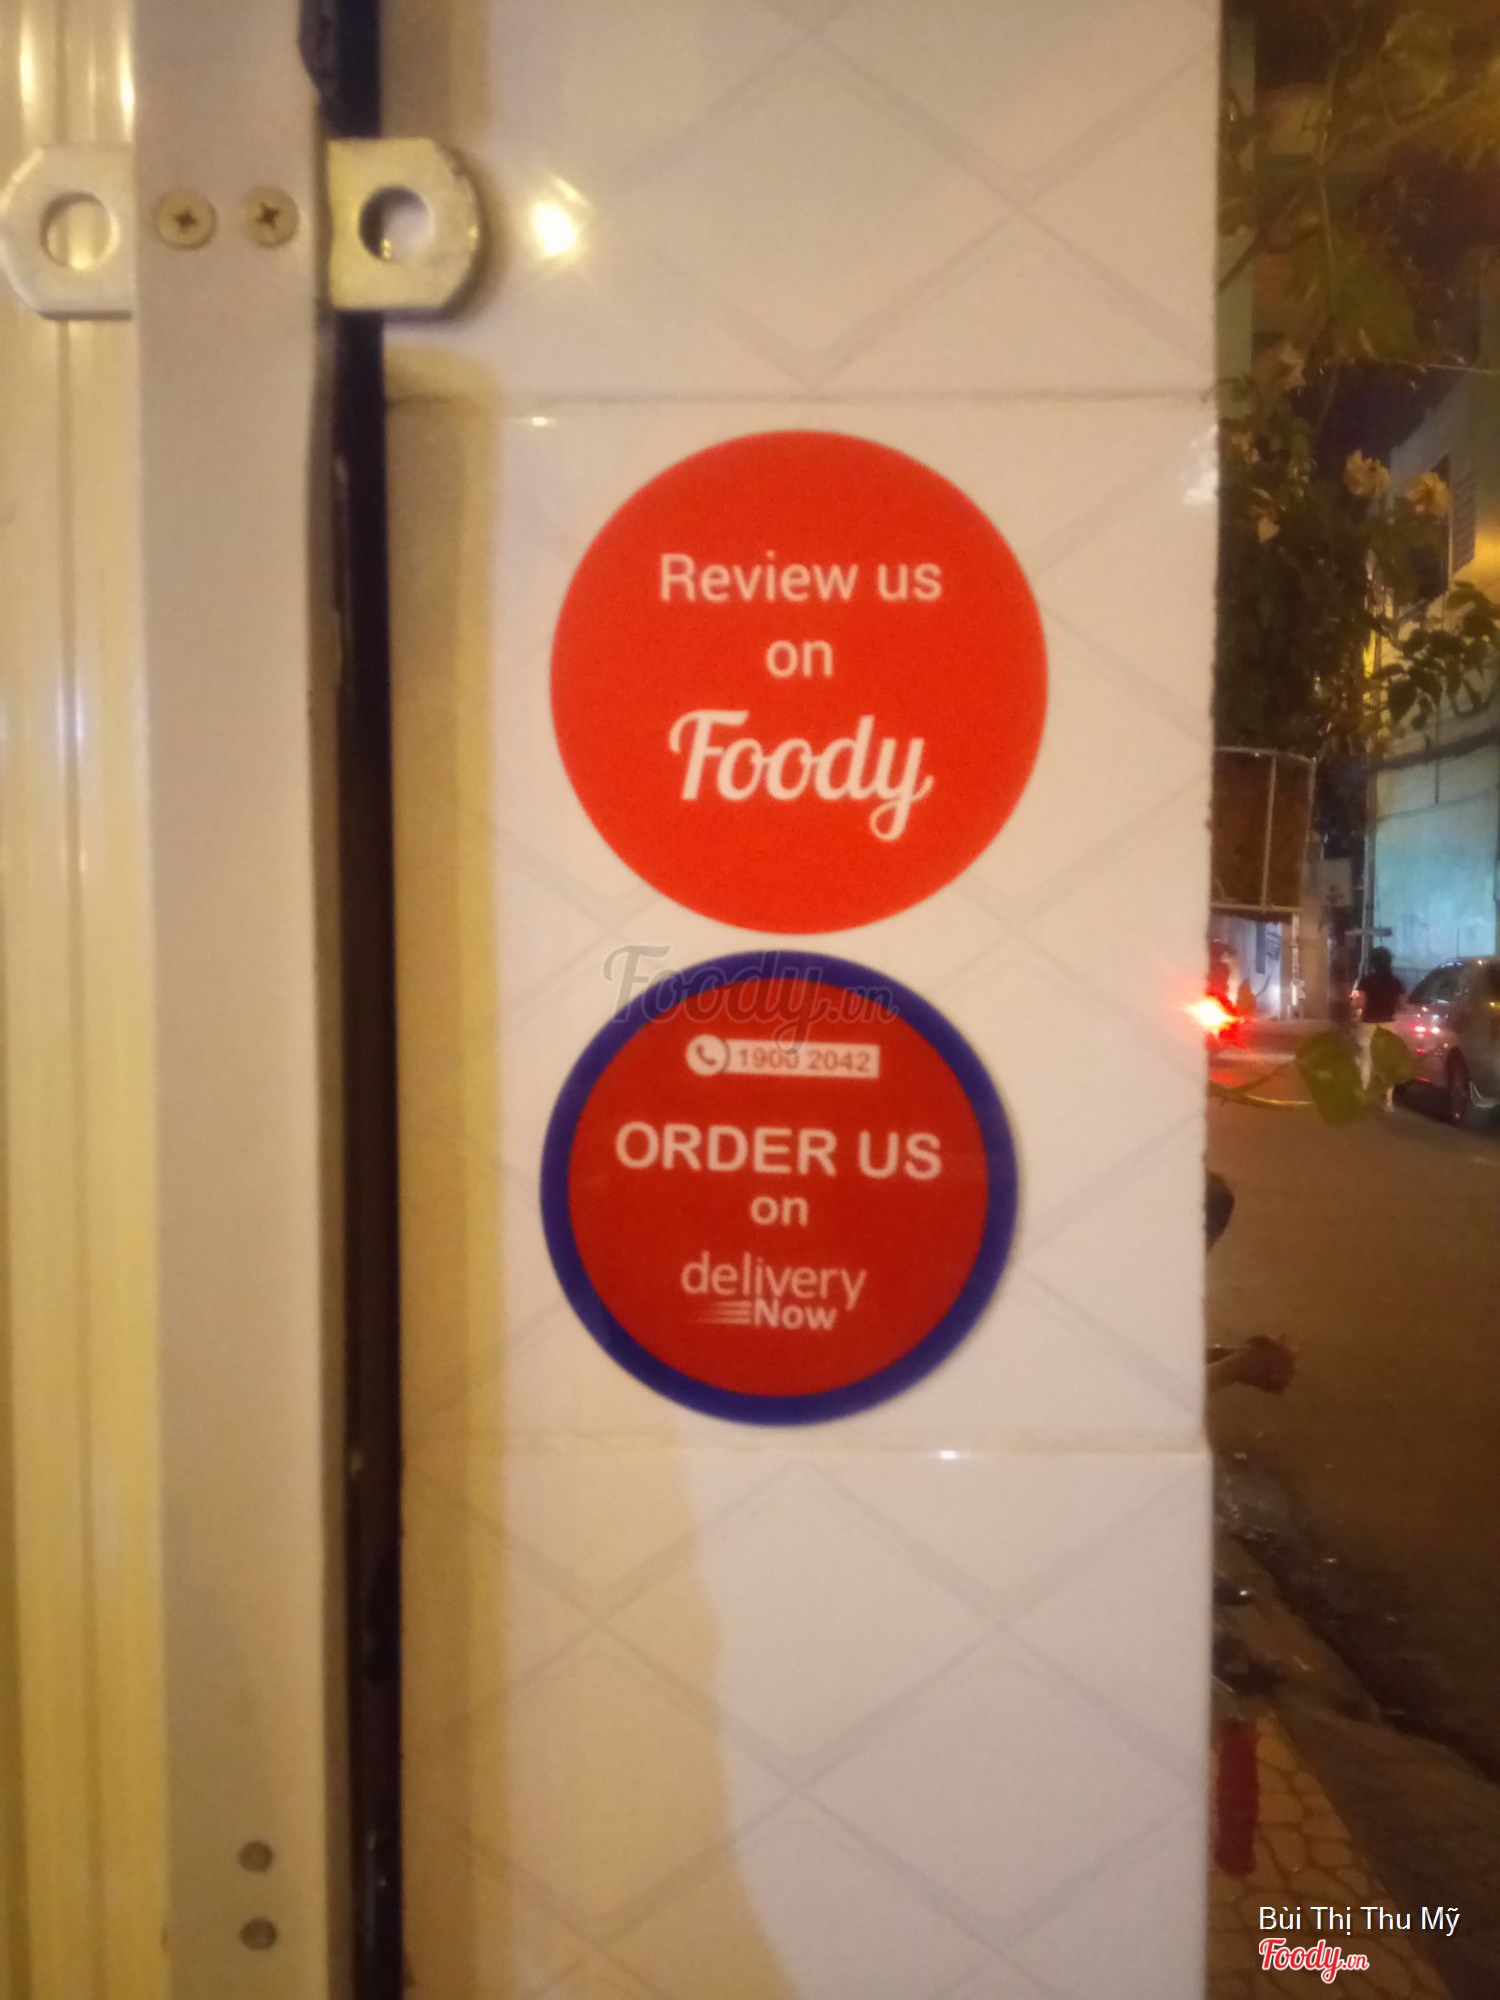 Review us
on
Foody
Foody.vn
1900 2042
ORDER US
on
delivery
Now
Bùi Thị Thu Mỹ
Foody.vn